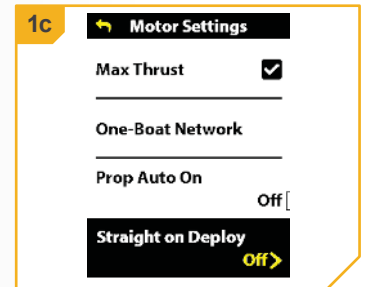 1c
Motor Settings
Max Thrust
One-Boat Network
Prop Auto On
Off [
Straight on Deploy
Off >